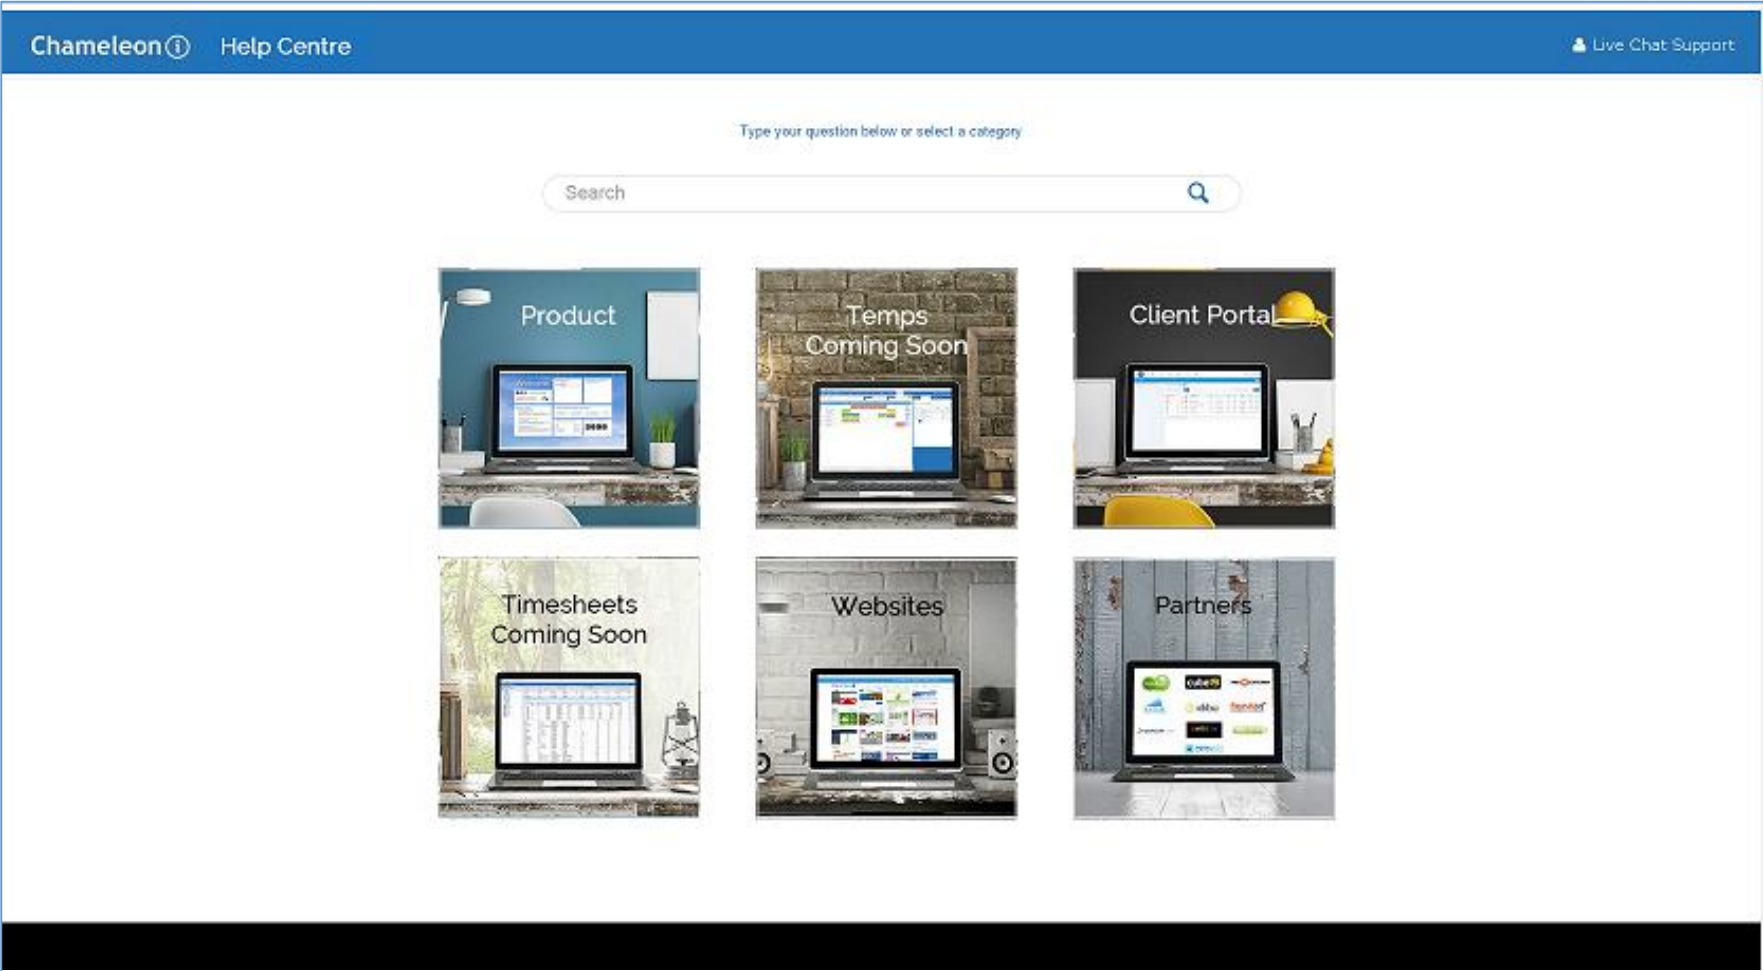 Chameleon i Help Centre
Live Chat Support
Type your question below or select a category
Search
Product
Temps
Coming Soon
Client Portal
Timesheets
Coming Soon
Websites
Partners
cube19